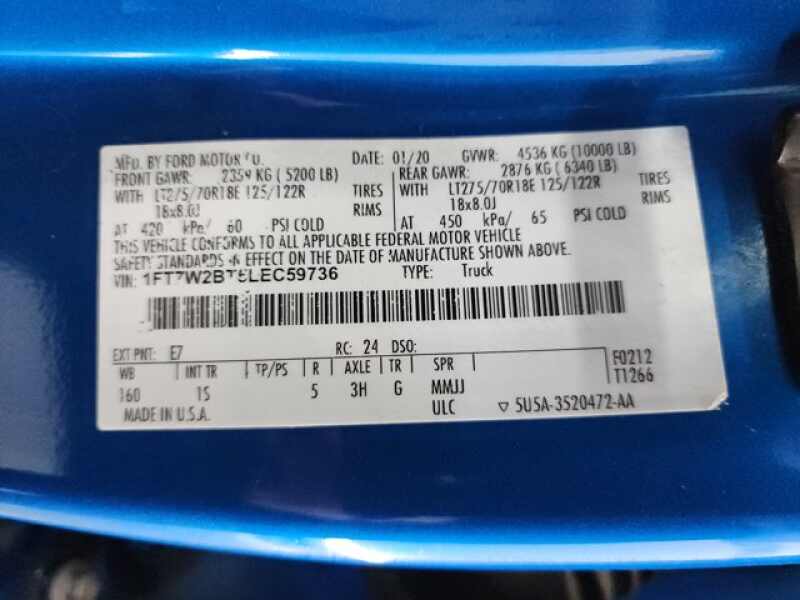 MFD. BY FORD MOTOR CO. DATE: 01/20 GVWR: 4536 KG (10000 LB)
FRONT GAWR: 2359 KG ( 5200 LB) REAR GAWR: 2876 KG ( 6340 LB)
WITH LT275/70R18E 125/122R TIRES WITH LT275/70R18E 125/122R TIRES
18x8.0J RIMS 18x8.0J RIMS
AT 420 kPa/ 60 PSI COLD AT 450 kPa/ 65 PSI COLD
THIS VEHICLE CONFORMS TO ALL APPLICABLE FEDERAL MOTOR VEHICLE
SAFETY STANDARDS IN EFFECT ON THE DATE OF MANUFACTURE SHOWN ABOVE.
VIN: TYPE: Truck
EXT PNT: E7 RC: 24 DSO:
WB INT TR TP/PS R AXLE TR SPR F0212
160 1S 5 3H G MMJJ T1266
MADE IN U.S.A. ULC ▽ 5U5A-3520472-AA